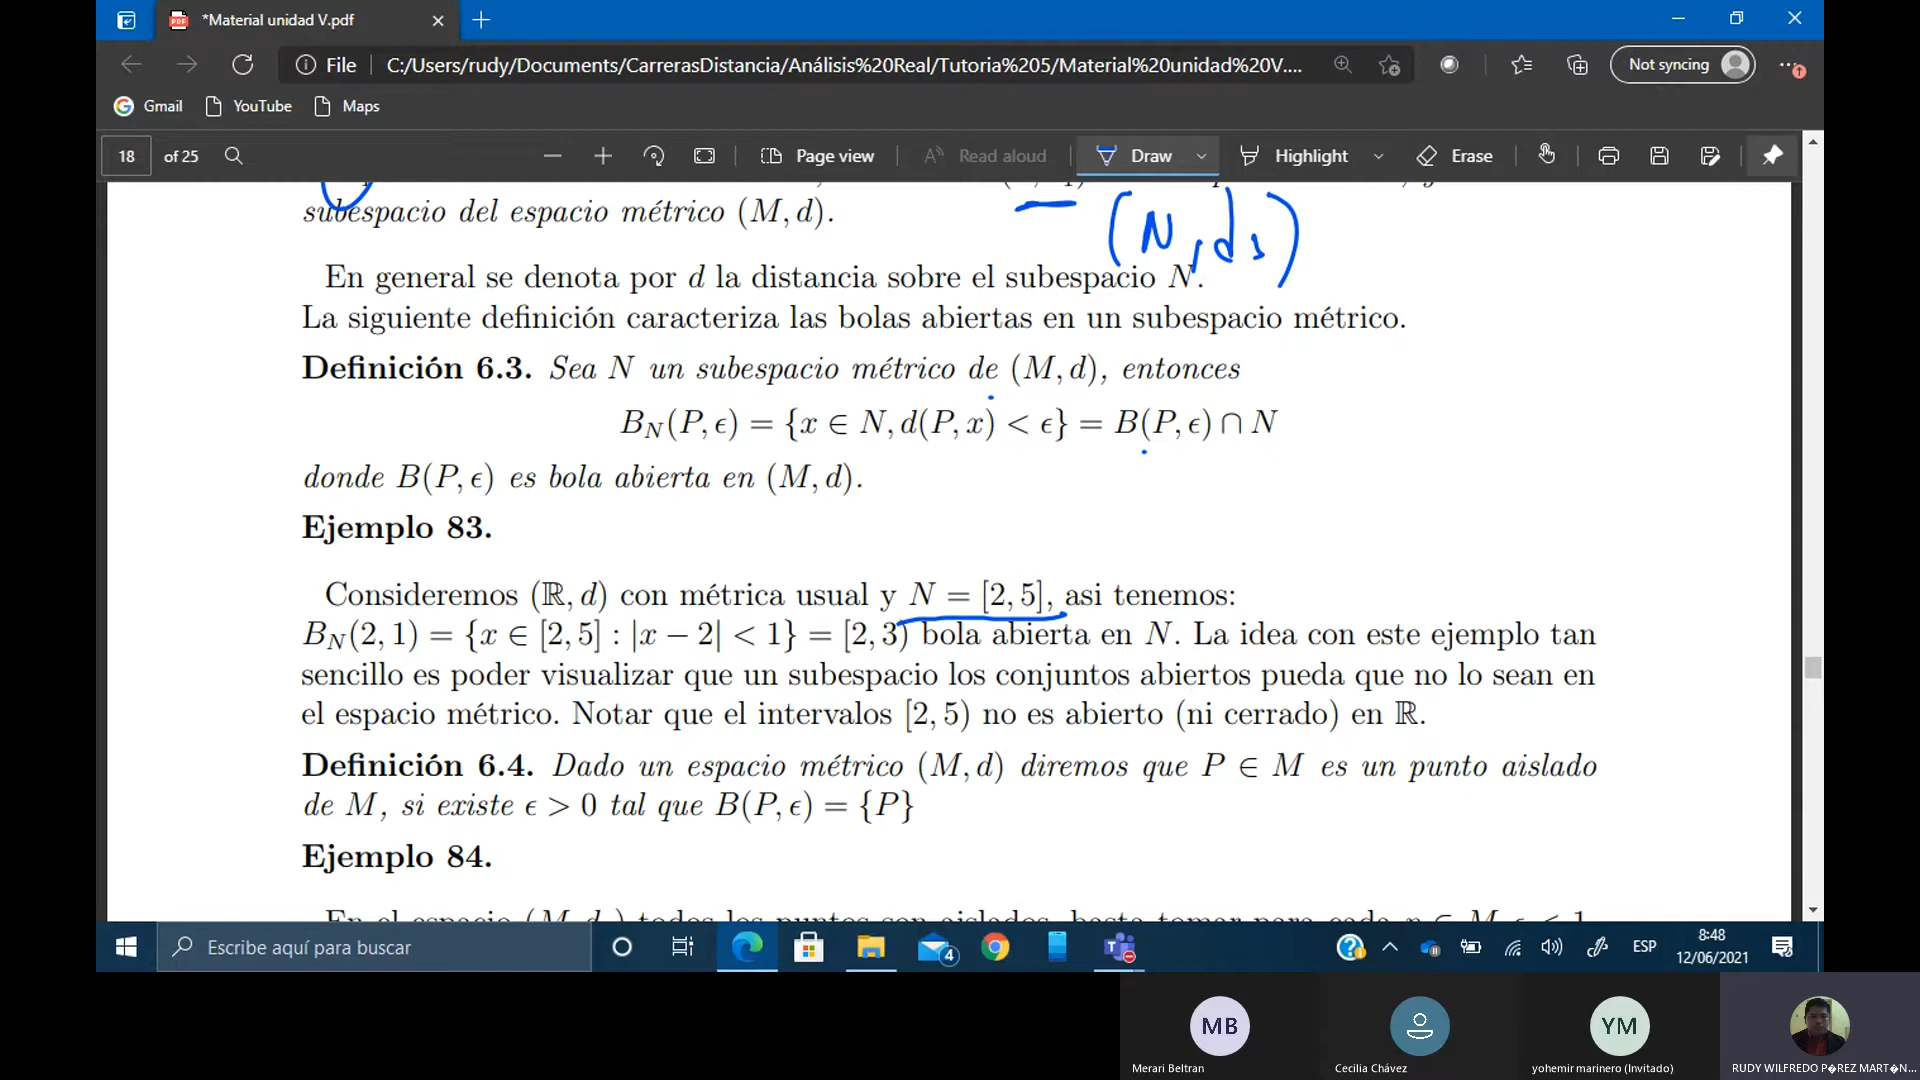 *Material unidad V.pdf
File
C:/Users/rudy/Documents/CarrerasDistancia/Análisis%20Real/Tutoria%205/Material%20unidad%20V....
Not syncing
Gmail YouTube Maps
18 of 25
Page view
Read aloud
Draw
Highlight
Erase
subespacio del espacio métrico (M, d).
(N, ds)
En general se denota por d la distancia sobre el subespacio N.
La siguiente definición caracteriza las bolas abiertas en un subespacio métrico.
Definición 6.3. Sea N un subespacio métrico de (M, d), entonces
B_N(P, ϵ) = {x ∈ N, d(P, x) < ϵ} = B(P, ϵ) ∩ N
donde B(P, ϵ) es bola abierta en (M, d).
Ejemplo 83.
Consideremos (ℝ, d) con métrica usual y N = [2, 5], asi tenemos:
B_N(2, 1) = {x ∈ [2, 5] : |x − 2| < 1} = [2, 3) bola abierta en N. La idea con este ejemplo tan
sencillo es poder visualizar que un subespacio los conjuntos abiertos pueda que no lo sean en
el espacio métrico. Notar que el intervalos [2, 5) no es abierto (ni cerrado) en ℝ.
Definición 6.4. Dado un espacio métrico (M, d) diremos que P ∈ M es un punto aislado
de M, si existe ϵ > 0 tal que B(P, ϵ) = {P}
Ejemplo 84.
Escribe aquí para buscar
4
ESP
8:48
12/06/2021
MB
YM
Merari Beltran
Cecilia Chávez
yohemir marinero (Invitado)
RUDY WILFREDO P�REZ MART�N...